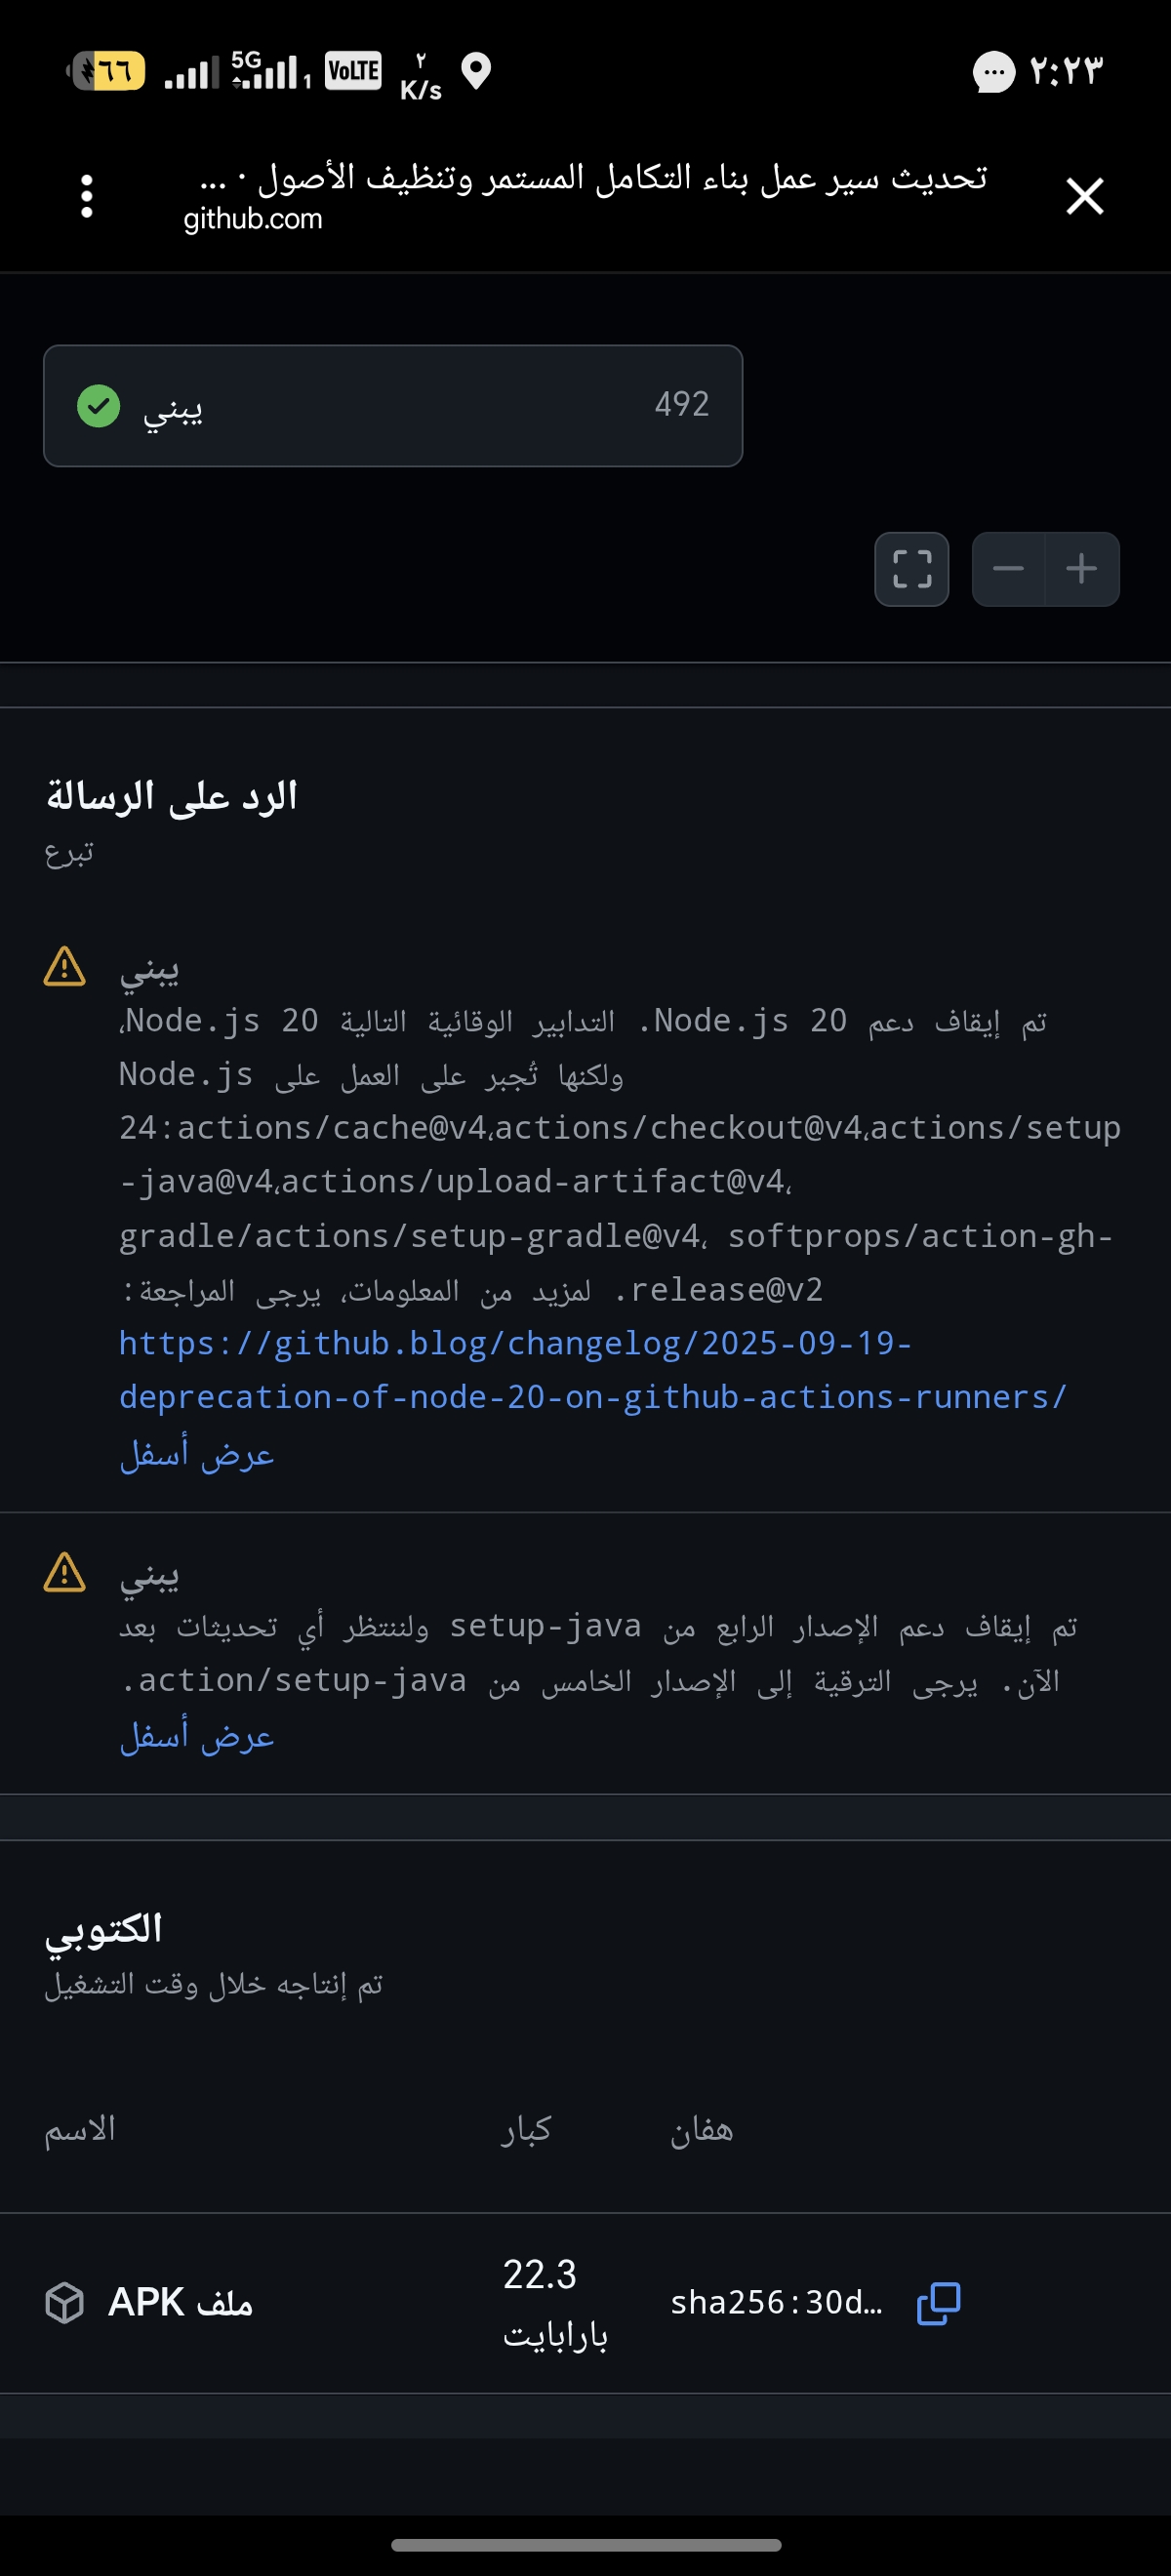 ٦٦ 5G 1 VoLTE ٢ K/s ٢:٢٣
تحديث سير عمل بناء التكامل المستمر وتنظيف الأصول · ...
github.com
يبني 492
الرد على الرسالة
تبرع
يبني
تم إيقاف دعم Node.js 20. التدابير الوقائية التالية Node.js 20،
ولكنها تُجبر على العمل على Node.js
24:actions/cache@v4،actions/checkout@v4،actions/setup
-java@v4،actions/upload-artifact@v4،
gradle/actions/setup-gradle@v4، softprops/action-gh-
release@v2. لمزيد من المعلومات، يرجى المراجعة:
https://github.blog/changelog/2025-09-19-
deprecation-of-node-20-on-github-actions-runners/
عرض أسفل
يبني
تم إيقاف دعم الإصدار الرابع من setup-java ولننتظر أي تحديثات بعد
الآن. يرجى الترقية إلى الإصدار الخامس من action/setup-java.
عرض أسفل
الكتوبي
تم إنتاجه خلال وقت التشغيل
الاسم كبار هفان
ملف APK 22.3 بارابايت sha256:30d...